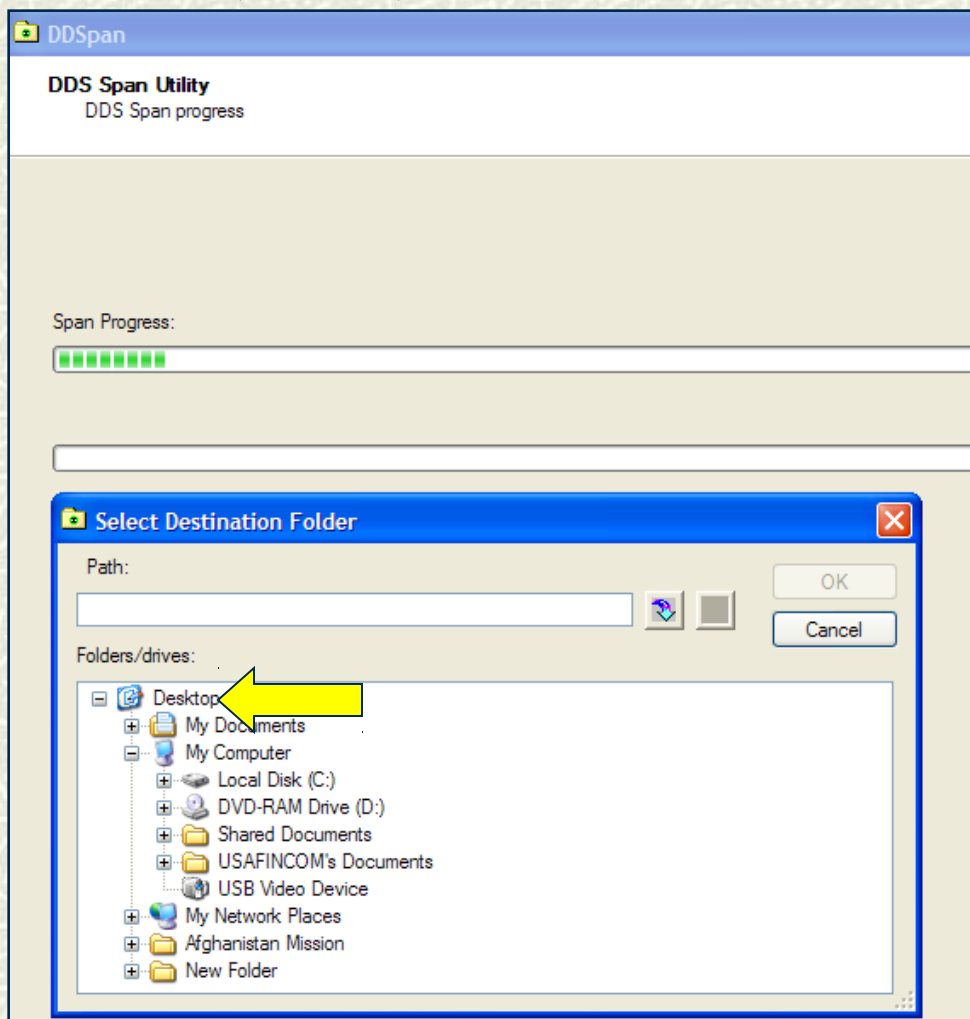 DDSpan
DDS Span Utility
DDS Span progress
Span Progress:
Select Destination Folder
Path:
OK
Cancel
Folders/drives:
Desktop
My Documents
My Computer
Local Disk (C:)
DVD-RAM Drive (D:)
Shared Documents
USAFINCOM's Documents
USB Video Device
My Network Places
Afghanistan Mission
New Folder